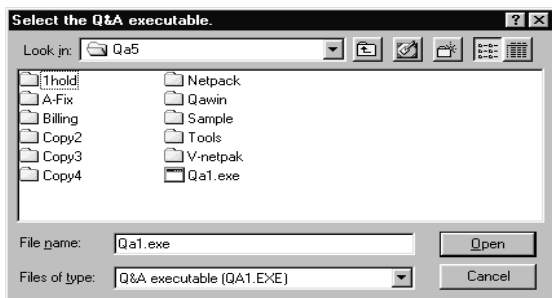 Select the Q&A executable.
Look in: Qa5
1hold
A-Fix
Billing
Copy2
Copy3
Copy4
Netpack
Qawin
Sample
Tools
V-netpak
Qa1.exe
File name: Qa1.exe Open
Files of type: Q&A executable (QA1.EXE) Cancel